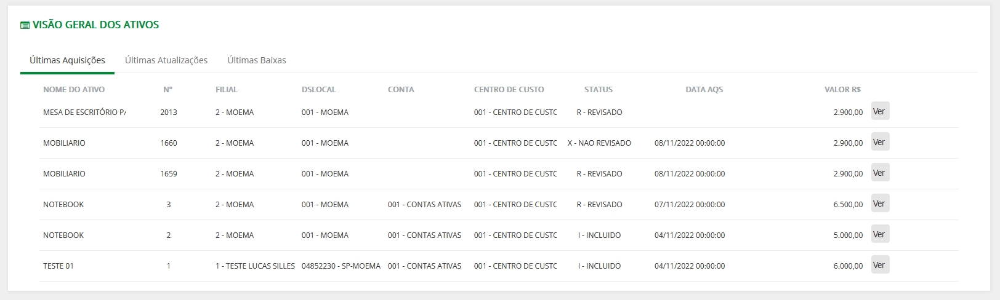 VISÃO GERAL DOS ATIVOS
Últimas Aquisições Últimas Atualizações Últimas Baixas
NOME DO ATIVO Nº FILIAL DSLOCAL CONTA CENTRO DE CUSTO STATUS DATA AQS VALOR R$
MESA DE ESCRITÓRIO PA 2013 2 - MOEMA 001 - MOEMA 001 - CENTRO DE CUSTO R - REVISADO 2.900,00 Ver
MOBILIARIO 1660 2 - MOEMA 001 - MOEMA 001 - CENTRO DE CUSTO X - NAO REVISADO 08/11/2022 00:00:00 2.900,00 Ver
MOBILIARIO 1659 2 - MOEMA 001 - MOEMA 001 - CENTRO DE CUSTO R - REVISADO 08/11/2022 00:00:00 2.900,00 Ver
NOTEBOOK 3 2 - MOEMA 001 - MOEMA 001 - CONTAS ATIVAS 001 - CENTRO DE CUSTO R - REVISADO 07/11/2022 00:00:00 6.500,00 Ver
NOTEBOOK 2 2 - MOEMA 001 - MOEMA 001 - CONTAS ATIVAS 001 - CENTRO DE CUSTO I - INCLUIDO 04/11/2022 00:00:00 5.000,00 Ver
TESTE 01 1 1 - TESTE LUCAS SILLES 04852230 - SP-MOEMA 001 - CONTAS ATIVAS 001 - CENTRO DE CUSTO I - INCLUIDO 04/11/2022 00:00:00 6.000,00 Ver